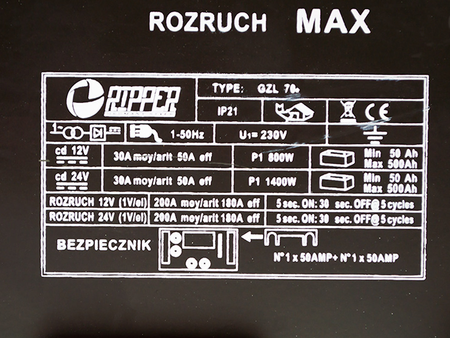 ROZRUCH MAX
RIPPER TYPE: GZL 70
IP21 CE
1-50Hz U1= 230V
cd 12V 30A moy/arit 50A eff P1 800W Min 50 Ah
Max 500Ah
cd 24V 30A moy/arit 50A eff P1 1400W Min 50 Ah
Max 500Ah
ROZRUCH 12V (1V/el) 200A moy/arit 180A eff 5 sec. ON: 30 sec. OFF@5 cycles
ROZRUCH 24V (1V/el) 200A moy/arit 180A eff 5 sec. ON: 30 sec. OFF@5 cycles
BEZPIECZNIK
N°1 x 50AMP+ N°1 x 50AMP